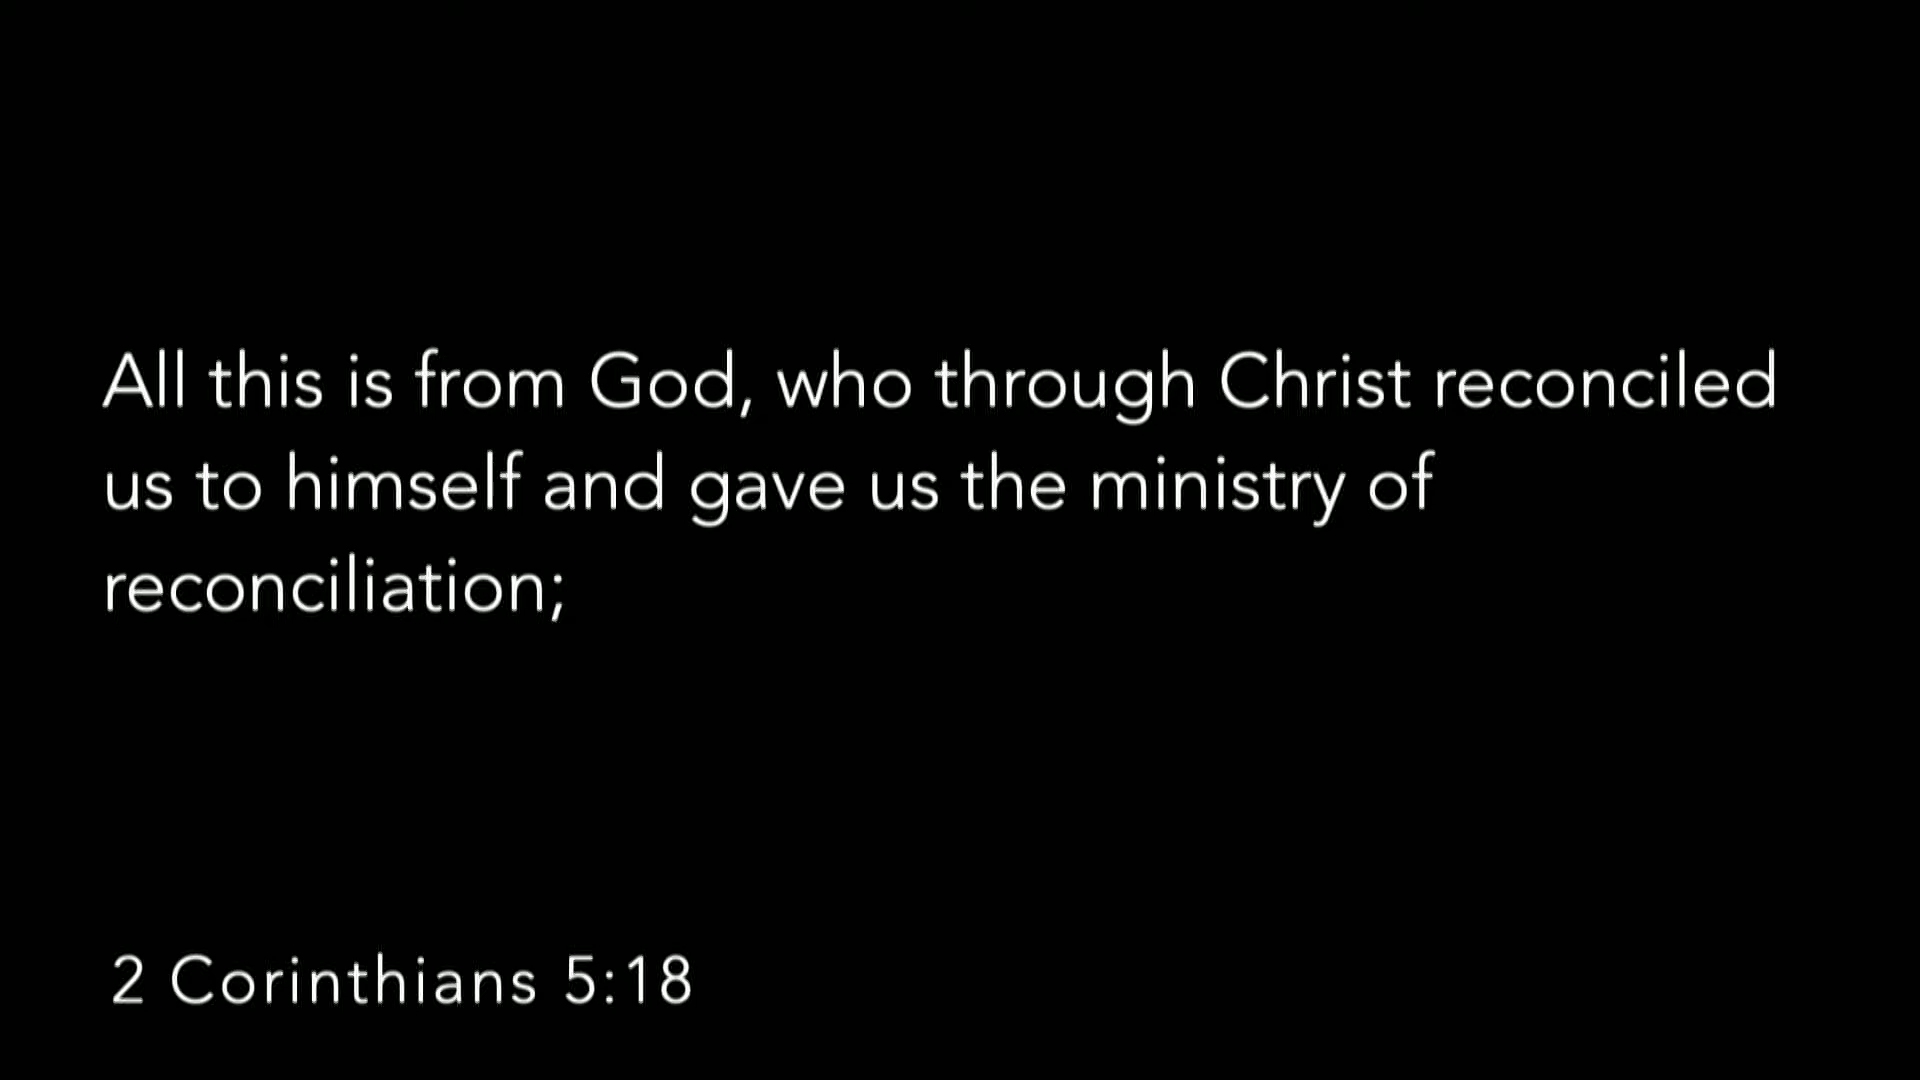 All this is from God, who through Christ reconciled
us to himself and gave us the ministry of
reconciliation;
2 Corinthians 5:18